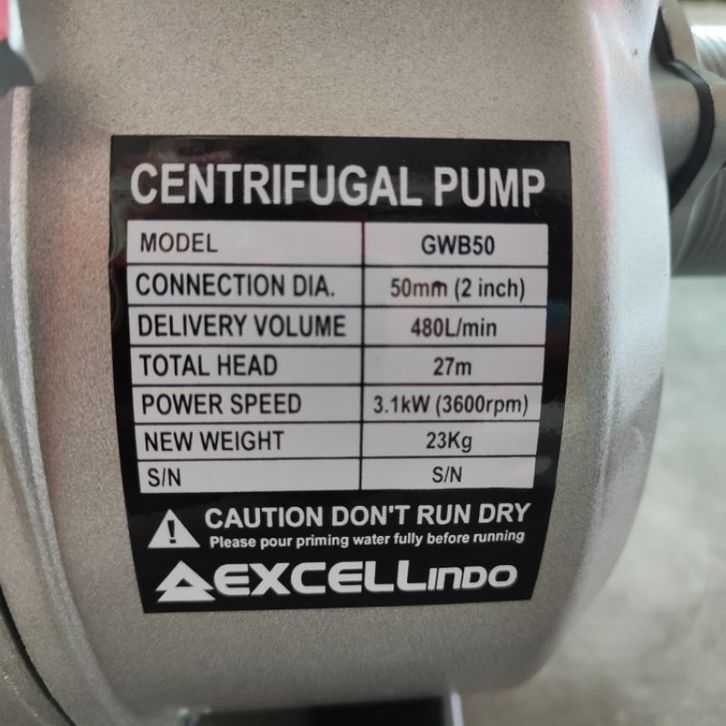 CENTRIFUGAL PUMP
MODEL GWB50
CONNECTION DIA. 50mm (2 inch)
DELIVERY VOLUME 480L/min
TOTAL HEAD 27m
POWER SPEED 3.1kW (3600rpm)
NEW WEIGHT 23Kg
S/N S/N
CAUTION DON'T RUN DRY
Please pour priming water fully before running
EXCELLINDO